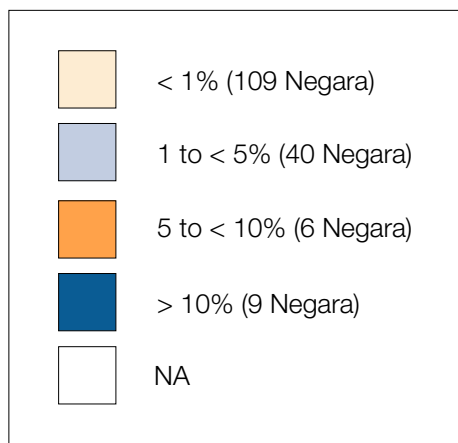 < 1% (109 Negara)
1 to < 5% (40 Negara)
5 to < 10% (6 Negara)
> 10% (9 Negara)
NA